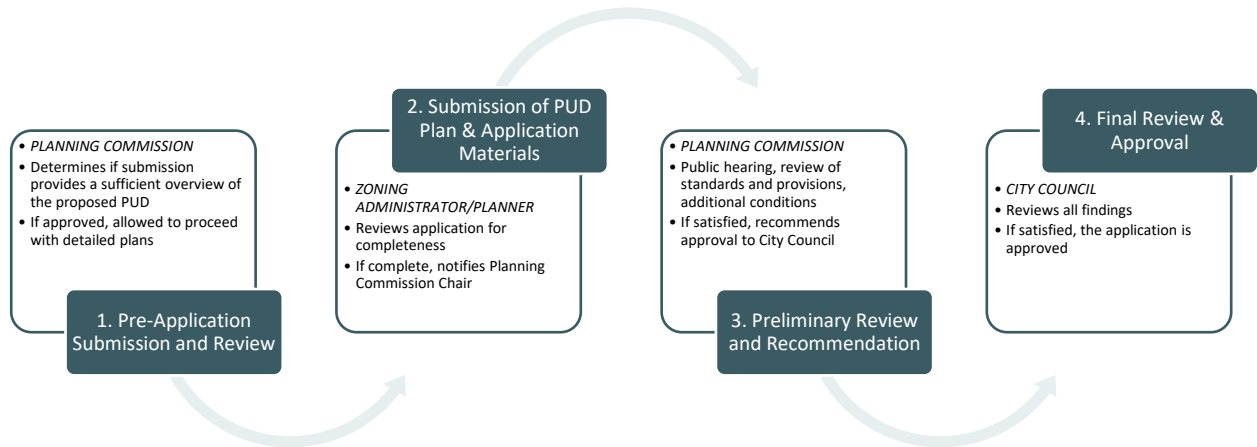 • PLANNING COMMISSION
• Determines if submission
provides a sufficient overview of
the proposed PUD
• If approved, allowed to proceed
with detailed plans
1. Pre-Application
Submission and Review
2. Submission of PUD
Plan & Application
Materials
• ZONING
ADMINISTRATOR/PLANNER
• Reviews application for
completeness
• If complete, notifies Planning
Commission Chair
• PLANNING COMMISSION
• Public hearing, review of
standards and provisions,
additional conditions
• If satisfied, recommends
approval to City Council
3. Preliminary Review
and Recommendation
4. Final Review &
Approval
• CITY COUNCIL
• Reviews all findings
• If satisfied, the application is
approved